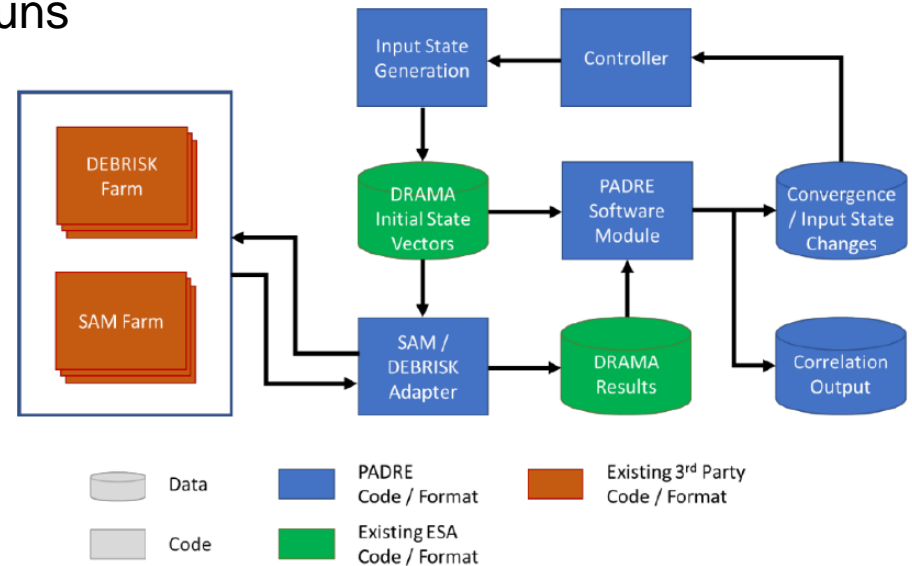 Input State
Generation
Controller
DEBRISK
Farm
DRAMA
Initial State
Vectors
PADRE
Software
Module
Convergence
/ Input State
Changes
SAM Farm
SAM /
DEBRISK
Adapter
DRAMA
Results
Correlation
Output
Data
PADRE
Code / Format
Existing 3rd Party
Code / Format
Code
Existing ESA
Code / Format